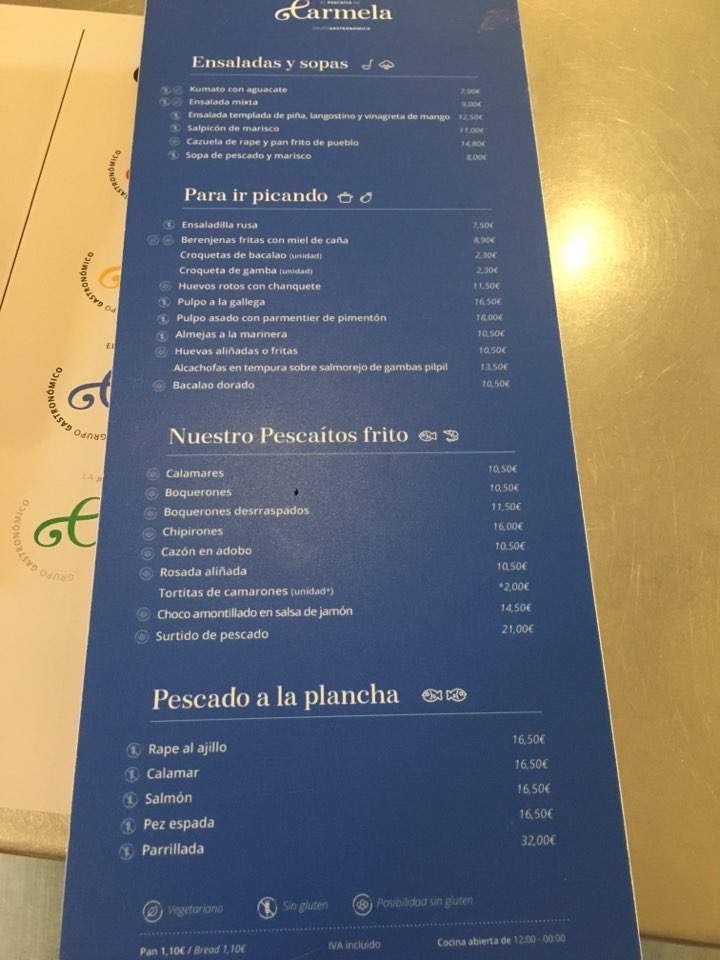 EL PESCAÍTO DE
Carmela
GRUPO GASTRONÓMICO
Ensaladas y sopas
Kumato con aguacate 7,90€
Ensalada mixta 9,00€
Ensalada templada de piña, langostino y vinagreta de mango 12,50€
Salpicón de marisco 11,00€
Cazuela de rape y pan frito de pueblo 14,80€
Sopa de pescado y marisco 8,00€
Para ir picando
Ensaladilla rusa 7,50€
Berenjenas fritas con miel de caña 8,90€
Croquetas de bacalao (unidad) 2,30€
Croqueta de gamba (unidad) 2,30€
Huevos rotos con chanquete 11,50€
Pulpo a la gallega 16,50€
Pulpo asado con parmentier de pimentón 18,00€
Almejas a la marinera 10,50€
Huevas aliñadas o fritas 10,50€
Alcachofas en tempura sobre salmorejo de gambas pilpil 13,50€
Bacalao dorado 10,50€
Nuestro Pescaítos frito
Calamares 10,50€
Boquerones 10,50€
Boquerones desrraspados 11,50€
Chipirones 16,00€
Cazón en adobo 10,50€
Rosada aliñada 10,50€
Tortitas de camarones (unidad*) *2,00€
Choco amontillado en salsa de jamón 14,50€
Surtido de pescado 21,00€
Pescado a la plancha
Rape al ajillo 16,50€
Calamar 16,50€
Salmón 16,50€
Pez espada 16,50€
Parrillada 32,00€
Vegetariano Sin gluten Posibilidad sin gluten
Pan 1,10€ / Bread 1,10€ IVA incluido Cocina abierta de 12:00 - 00:00
GASTRONÓMICO
PO GASTRONÓMICO
GRUPO GASTRONÓMICO
LA
GRUPO GASTRONÓMICO